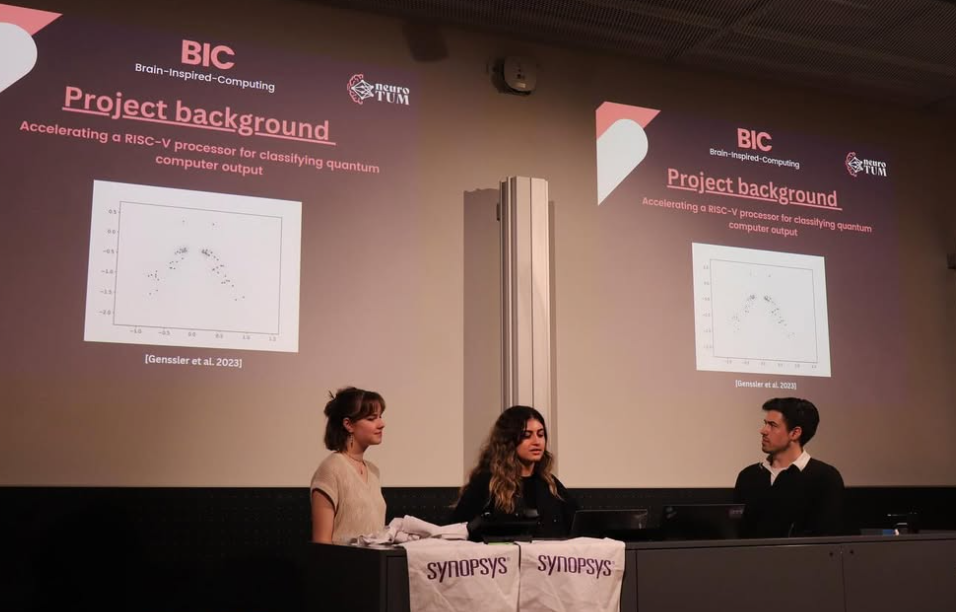 BIC
Brain-Inspired-Computing
neuro
TUM
Project background
Accelerating a RISC-V processor for classifying quantum
computer output
[Genssler et al. 2023]
BIC
Brain-Inspired-Computing
neuro
TUM
Project background
Accelerating a RISC-V processor for classifying quantum
computer output
[Genssler et al. 2023]
SYNOPSYS®
SYNOPSYS®